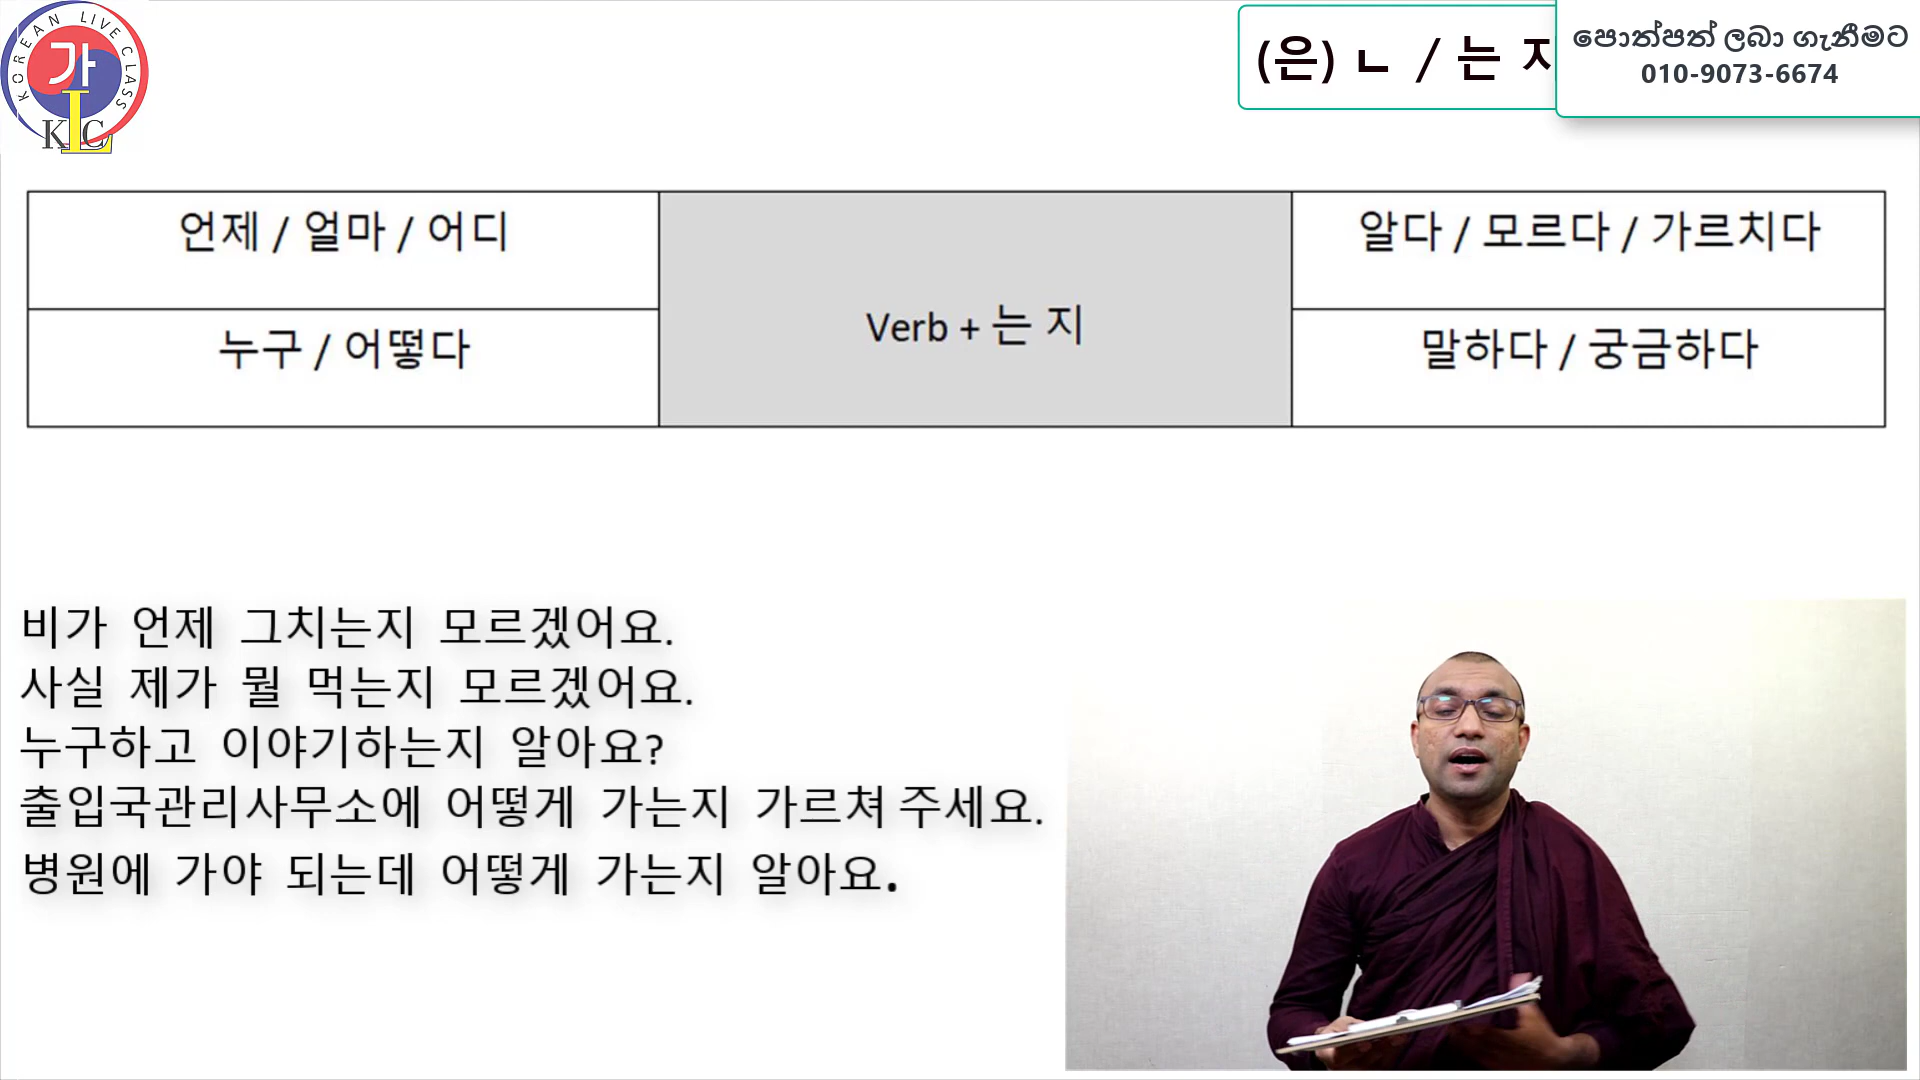 KOREAN LIVE CLASS
가
KLC
(은) ㄴ / 는 지
පොත්පත් ලබා ගැනීමට
010-9073-6674
언제 / 얼마 / 어디
Verb + 는 지
알다 / 모르다 / 가르치다
누구 / 어떻다
말하다 / 궁금하다
비가 언제 그치는지 모르겠어요.
사실 제가 뭘 먹는지 모르겠어요.
누구하고 이야기하는지 알아요?
출입국관리사무소에 어떻게 가는지 가르쳐 주세요.
병원에 가야 되는데 어떻게 가는지 알아요.